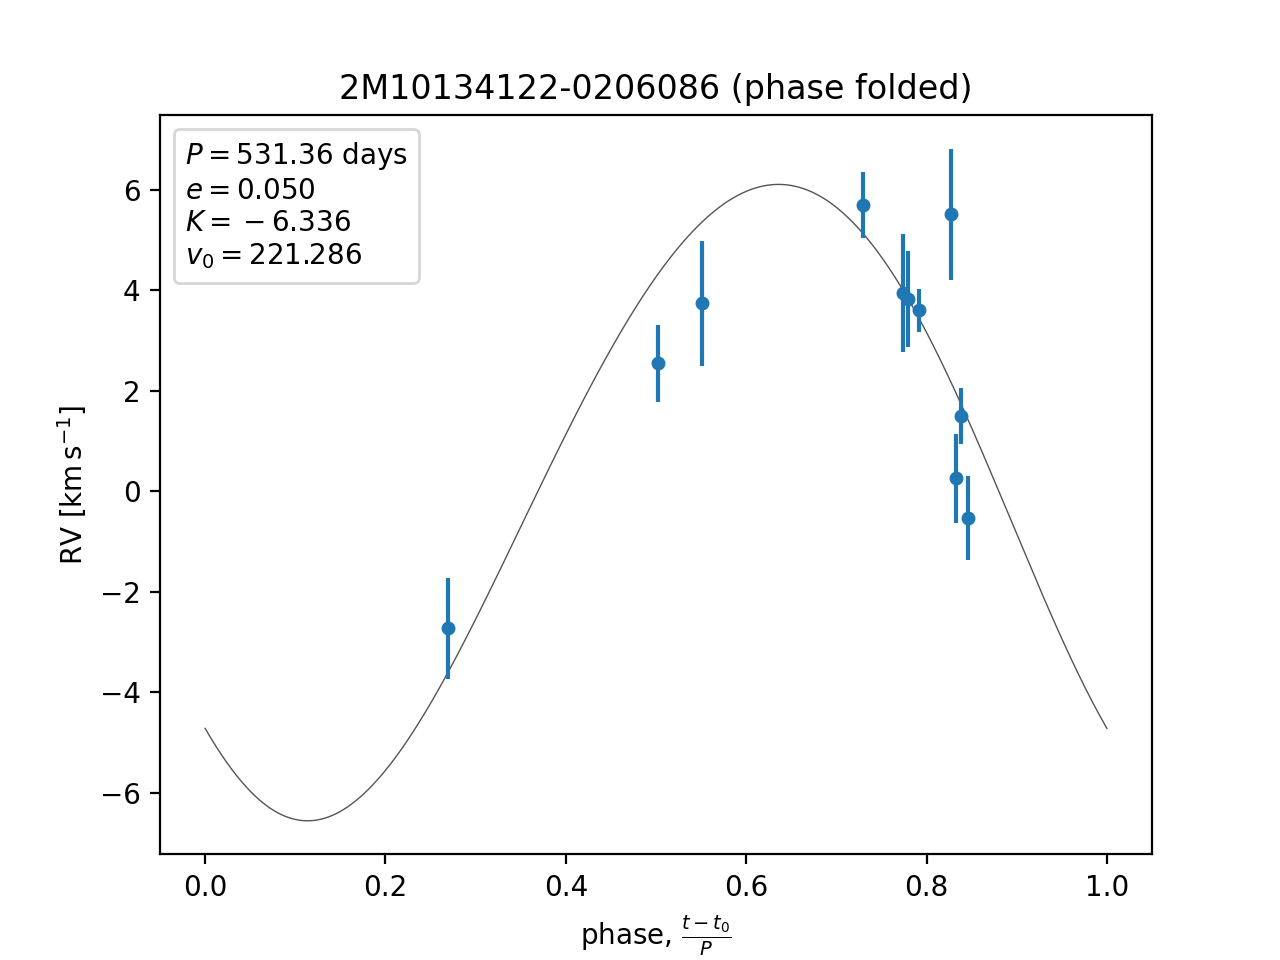 2M10134122-0206086 (phase folded)
P = 531.36 days
e = 0.050
K = −6.336
v₀ = 221.286
6
4
2
0
−2
−4
−6
RV [km s⁻¹]
0.0 0.2 0.4 0.6 0.8 1.0
phase, (t − t₀)/P